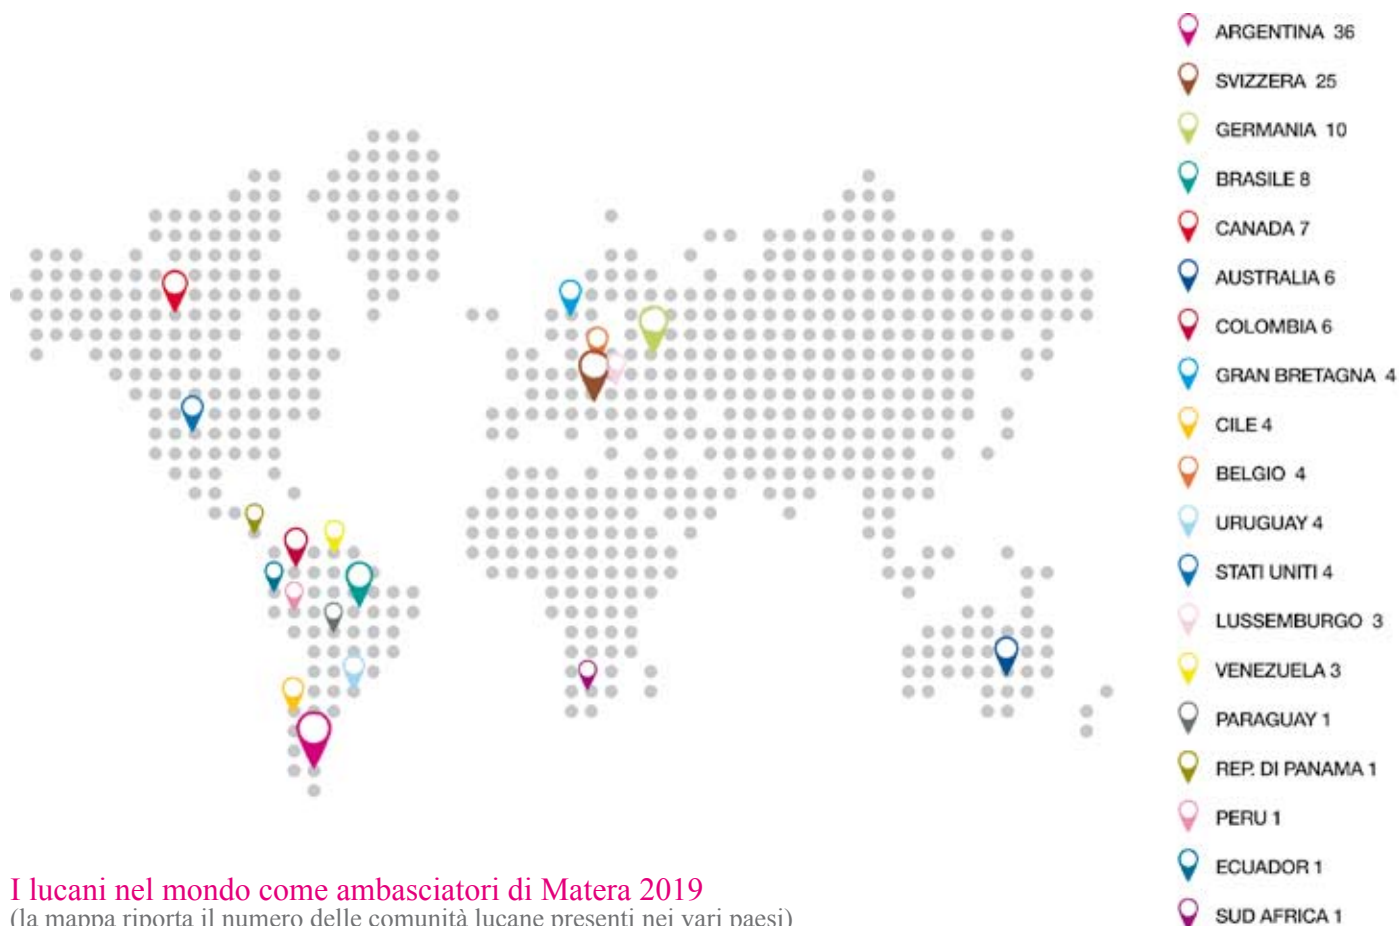 ARGENTINA 36
SVIZZERA 25
GERMANIA 10
BRASILE 8
CANADA 7
AUSTRALIA 6
COLOMBIA 6
GRAN BRETAGNA 4
CILE 4
BELGIO 4
URUGUAY 4
STATI UNITI 4
LUSSEMBURGO 3
VENEZUELA 3
PARAGUAY 1
REP. DI PANAMA 1
PERU 1
ECUADOR 1
SUD AFRICA 1
I lucani nel mondo come ambasciatori di Matera 2019
(la mappa riporta il numero delle comunità lucane presenti nei vari paesi)